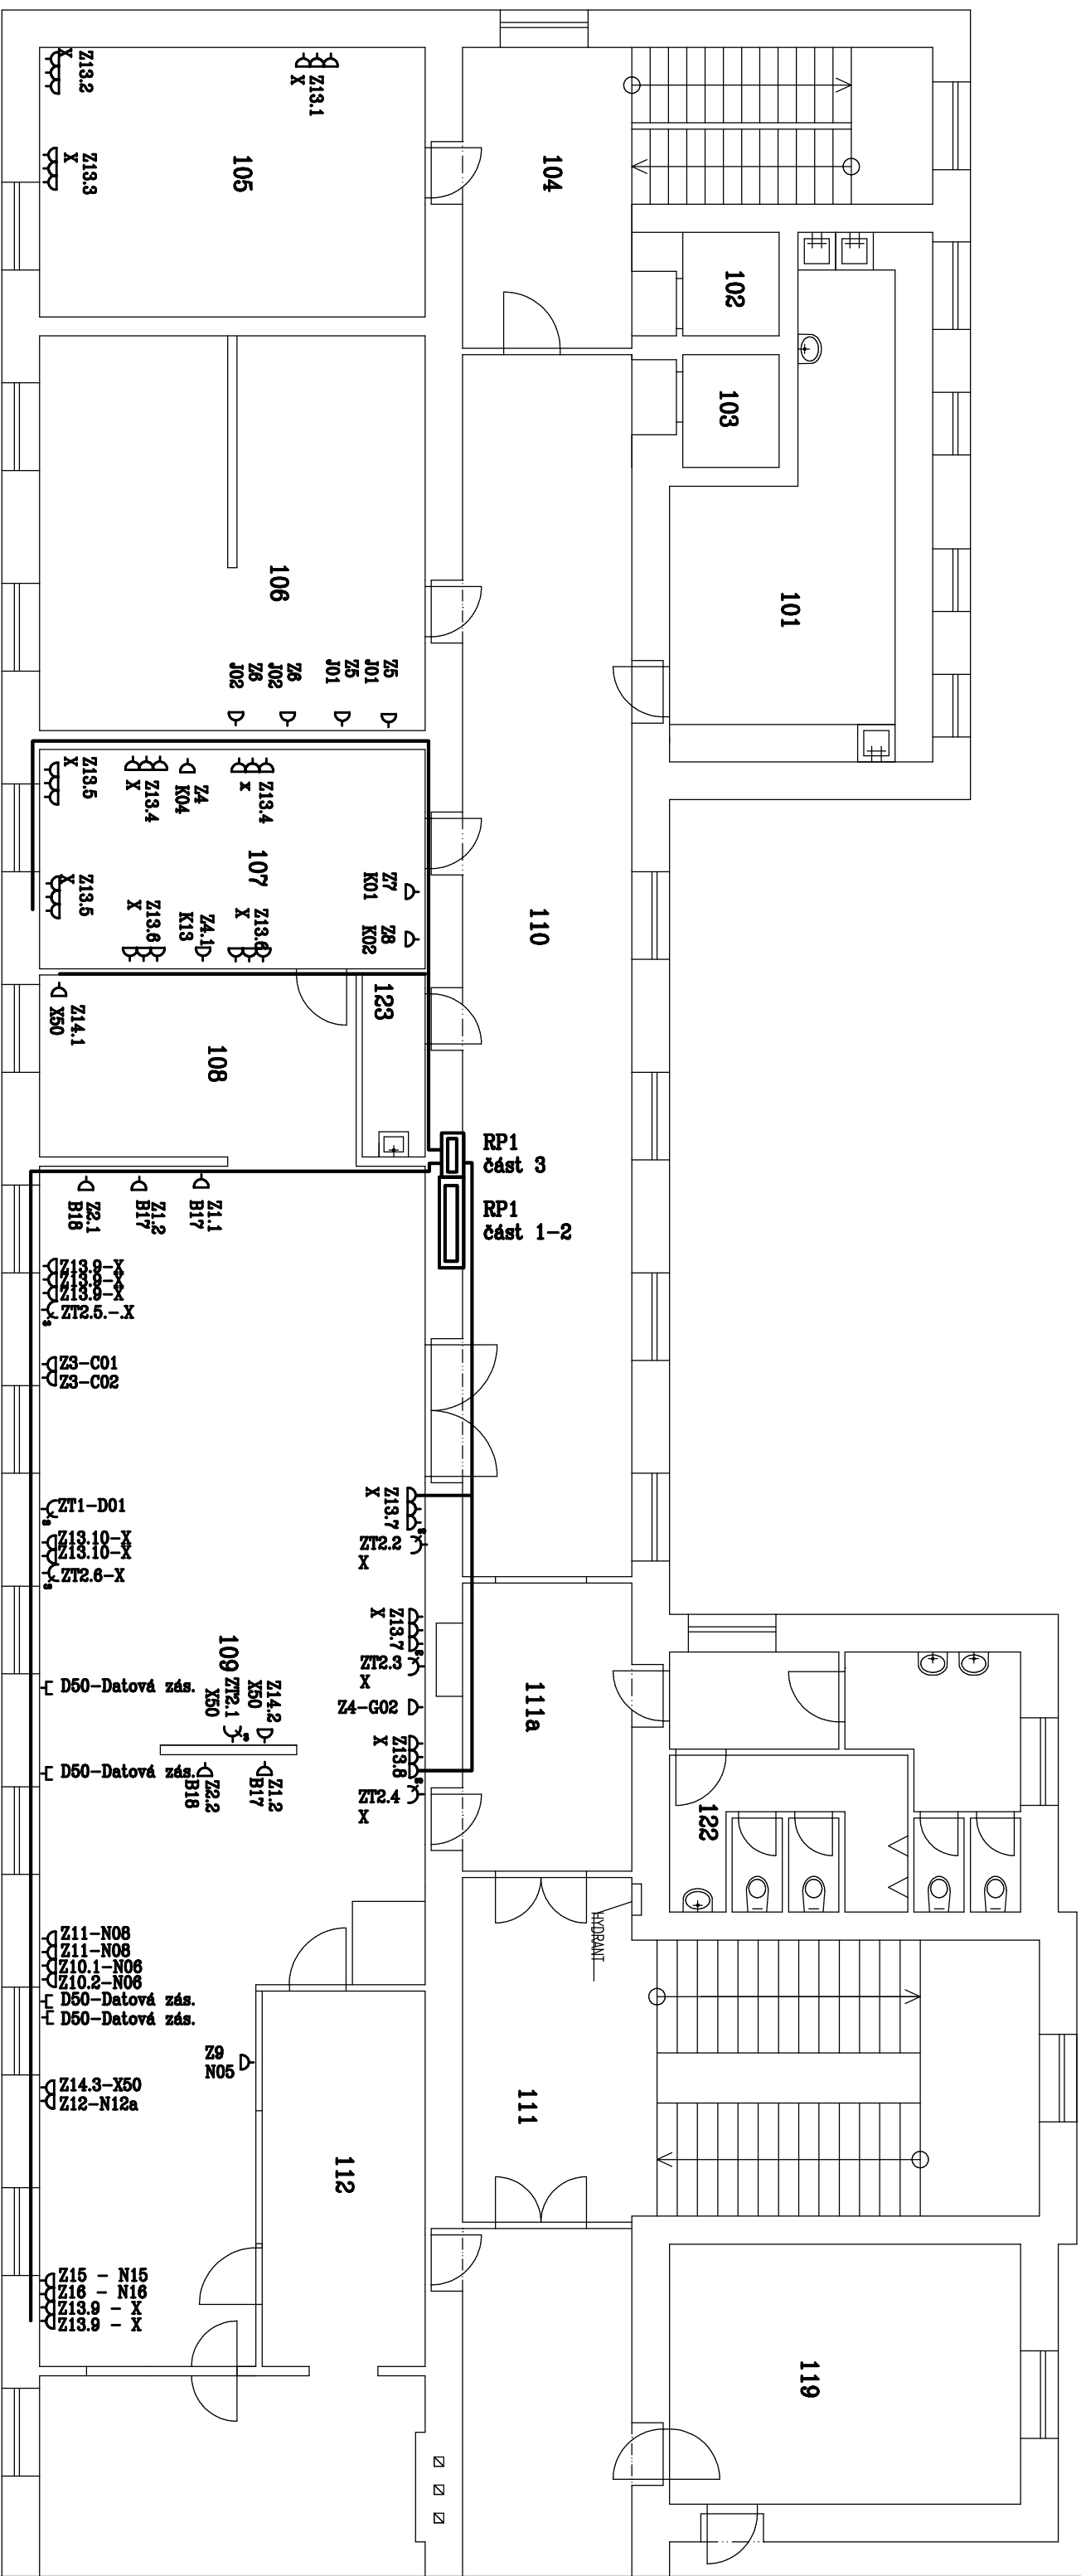 Z13.2
X
Z13.1
X
Z13.3
X
105
104
102
103
101
106
Z5
J01
Z5
J01
Z6
J02
Z6
J02
Z13.5
X
Z13.4
X
Z4
K04
Z13.4
x
107
Z7
K01
Z8
K02
110
Z13.5
X
Z13.6
X
Z4.1
K13
Z13.6
X
123
Z14.1
X50
108
RP1
část 3
RP1
část 1-2
Z2.1
B18
Z1.2
B17
Z1.1
B17
Z13.9-X
Z13.9-X
Z13.9-X
ZT2.5.-.X
Z3-C01
Z3-C02
ZT1-D01
Z13.10-X
Z13.10-X
ZT2.6-X
Z13.7
X
ZT2.2
X
Z13.7
X
ZT2.3
X
Z4-G02
Z13.8
X
ZT2.4
X
109
ZT2.1
X50
Z14.2
X50
D50-Datová zás.
D50-Datová zás.
Z2.2
B18
Z1.2
B17
111a
122
HYDRANT
Z11-N08
Z11-N08
Z10.1-N06
Z10.2-N06
D50-Datová zás.
D50-Datová zás.
Z9
N05
Z14.3-X50
Z12-N12a
111
112
Z15 - N15
Z16 - N16
Z13.9 - X
Z13.9 - X
119